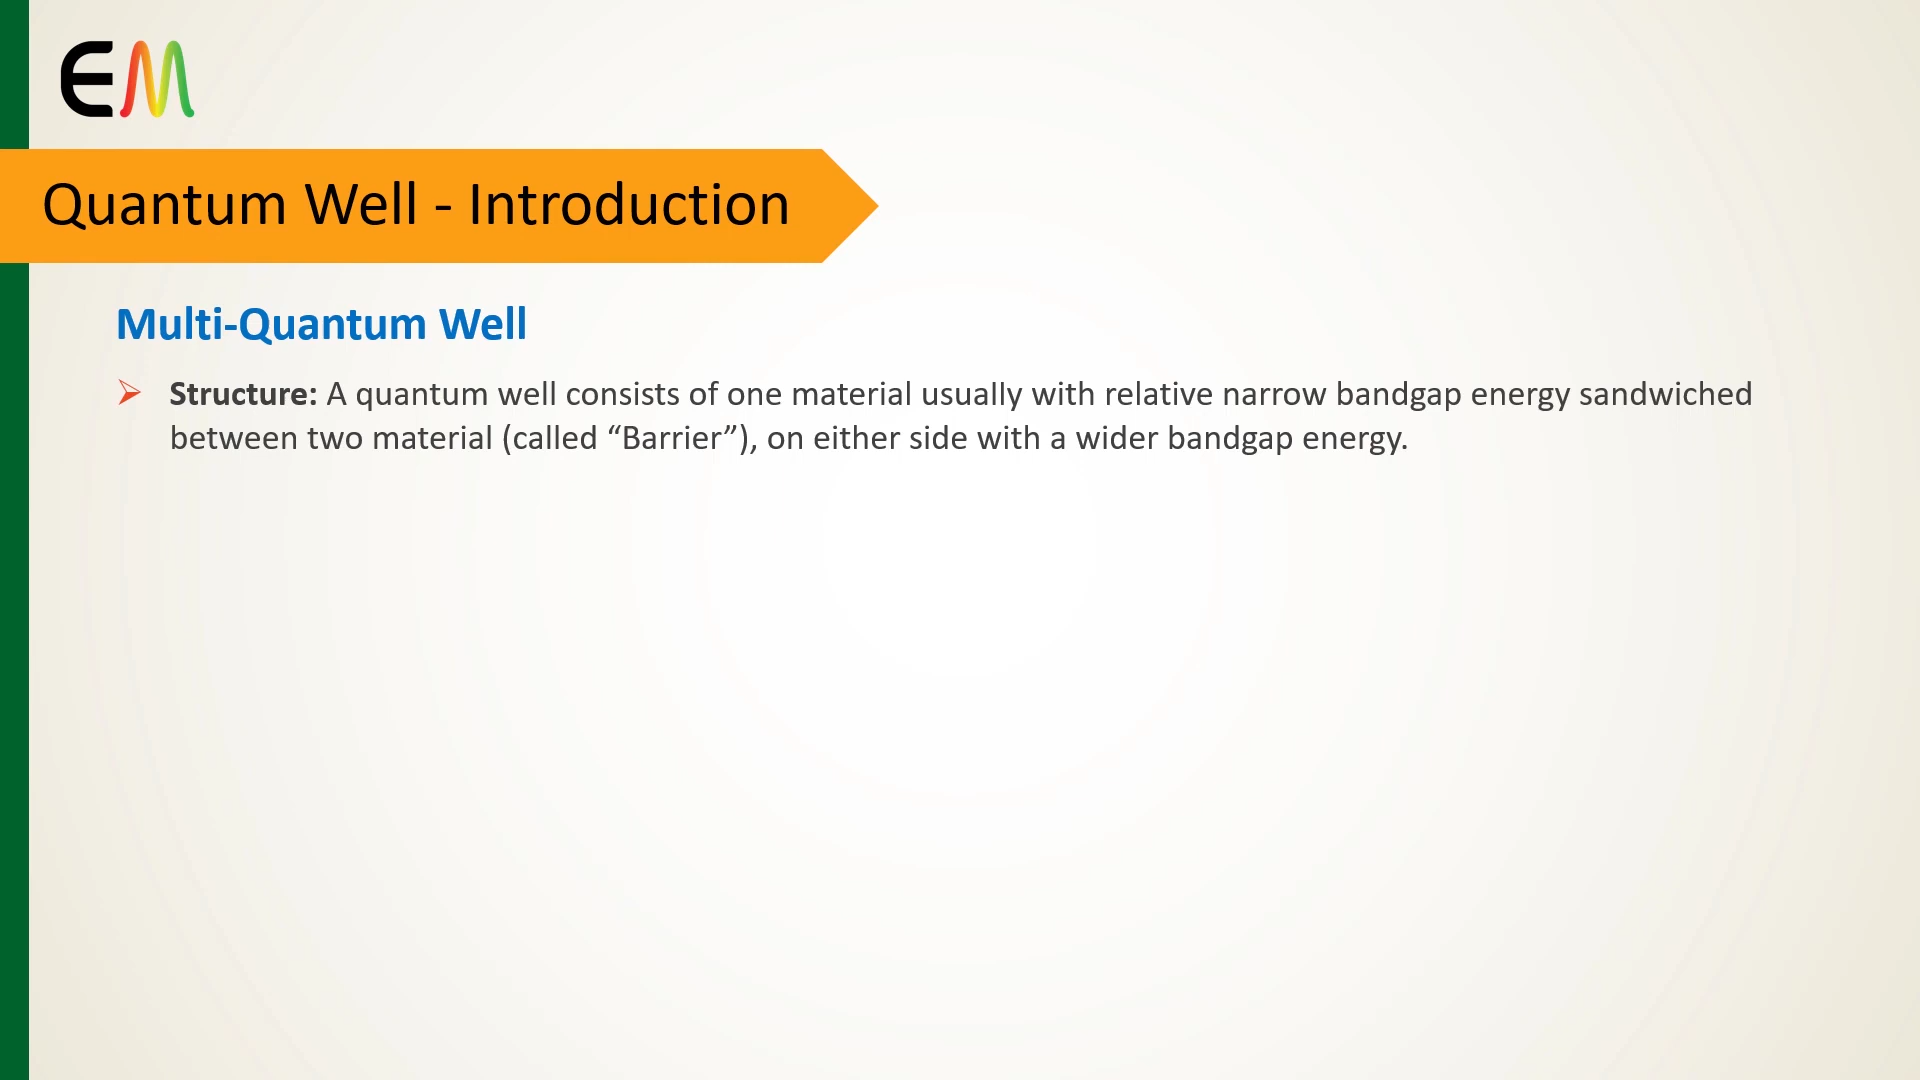 EM
Quantum Well - Introduction
Multi-Quantum Well
Structure: A quantum well consists of one material usually with relative narrow bandgap energy sandwiched
between two material (called “Barrier”), on either side with a wider bandgap energy.